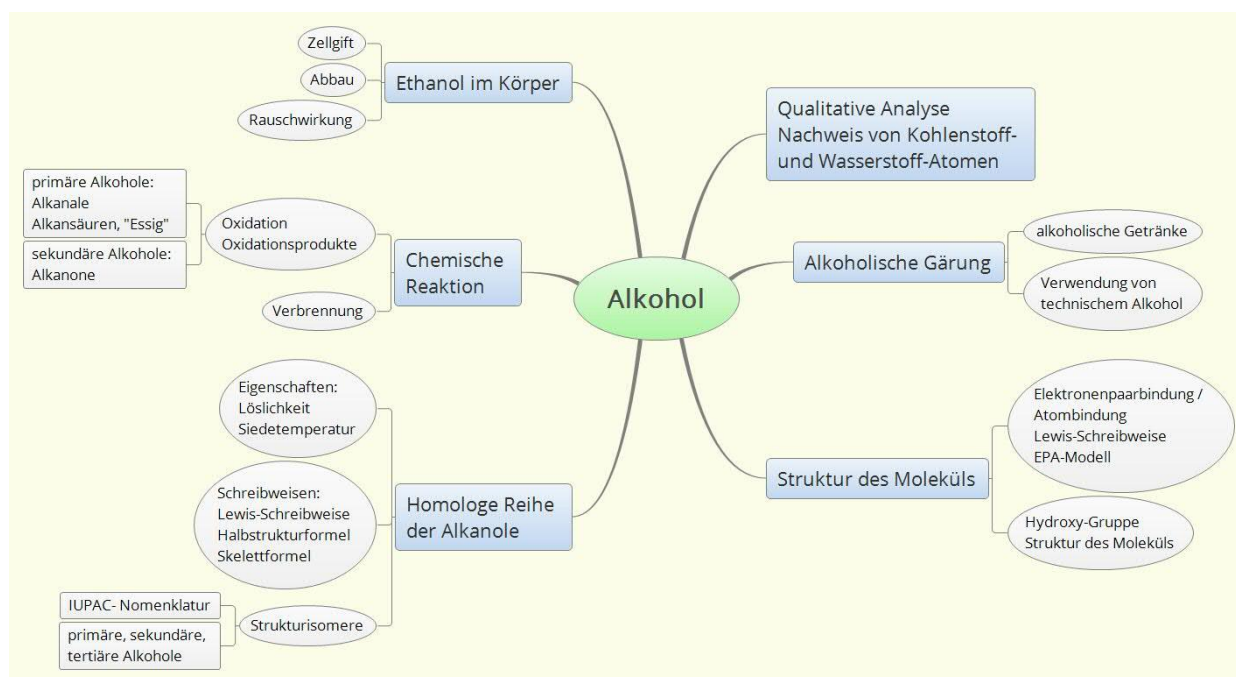 Alkohol
Ethanol im Körper
Zellgift
Abbau
Rauschwirkung
Chemische
Reaktion
Oxidation
Oxidationsprodukte
primäre Alkohole:
Alkanale
Alkansäuren, "Essig"
sekundäre Alkohole:
Alkanone
Verbrennung
Homologe Reihe
der Alkanole
Eigenschaften:
Löslichkeit
Siedetemperatur
Schreibweisen:
Lewis-Schreibweise
Halbstrukturformel
Skelettformel
Strukturisomere
IUPAC- Nomenklatur
primäre, sekundäre,
tertiäre Alkohole
Qualitative Analyse
Nachweis von Kohlenstoff-
und Wasserstoff-Atomen
Alkoholische Gärung
alkoholische Getränke
Verwendung von
technischem Alkohol
Struktur des Moleküls
Elektronenpaarbindung /
Atombindung
Lewis-Schreibweise
EPA-Modell
Hydroxy-Gruppe
Struktur des Moleküls